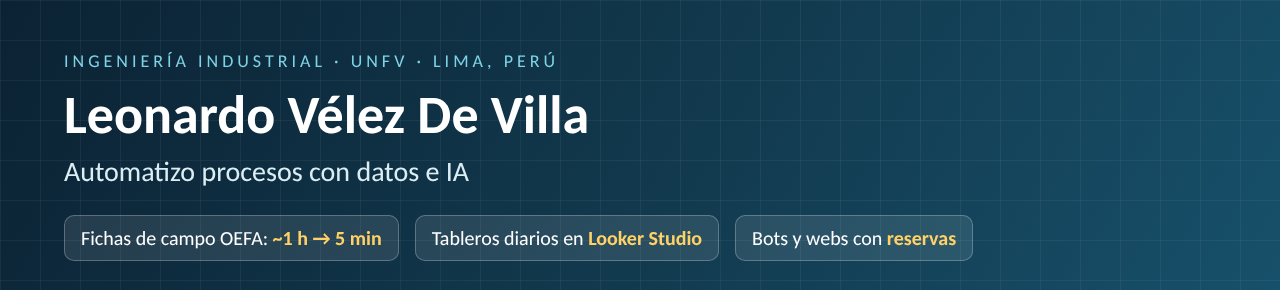 INGENIERÍA INDUSTRIAL · UNFV · LIMA, PERÚ
Leonardo Vélez De Villa
Automatizo procesos con datos e IA
Fichas de campo OEFA: ~1 h → 5 min
Tableros diarios en Looker Studio
Bots y webs con reservas